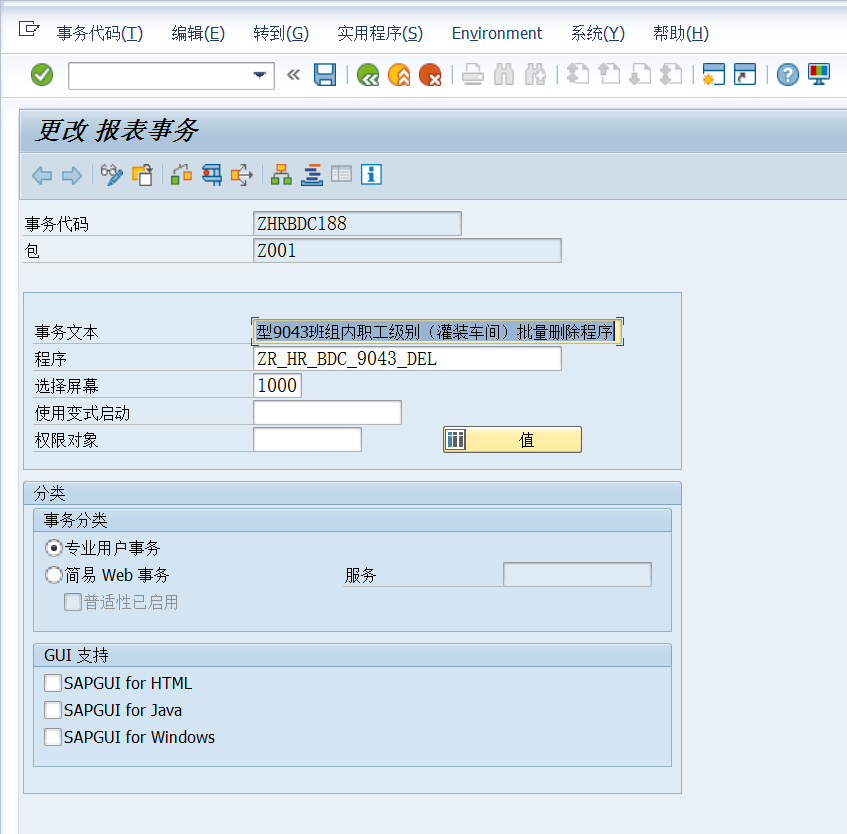 事务代码(T) 编辑(E) 转到(G) 实用程序(S) Environment 系统(Y) 帮助(H)
更改 报表事务
事务代码 ZHRBDC188
包 Z001
事务文本 型9043班组内职工级别（灌装车间）批量删除程序
程序 ZR_HR_BDC_9043_DEL
选择屏幕 1000
使用变式启动
权限对象 值
分类
事务分类
专业用户事务
简易 Web 事务 服务
普适性已启用
GUI 支持
SAPGUI for HTML
SAPGUI for Java
SAPGUI for Windows